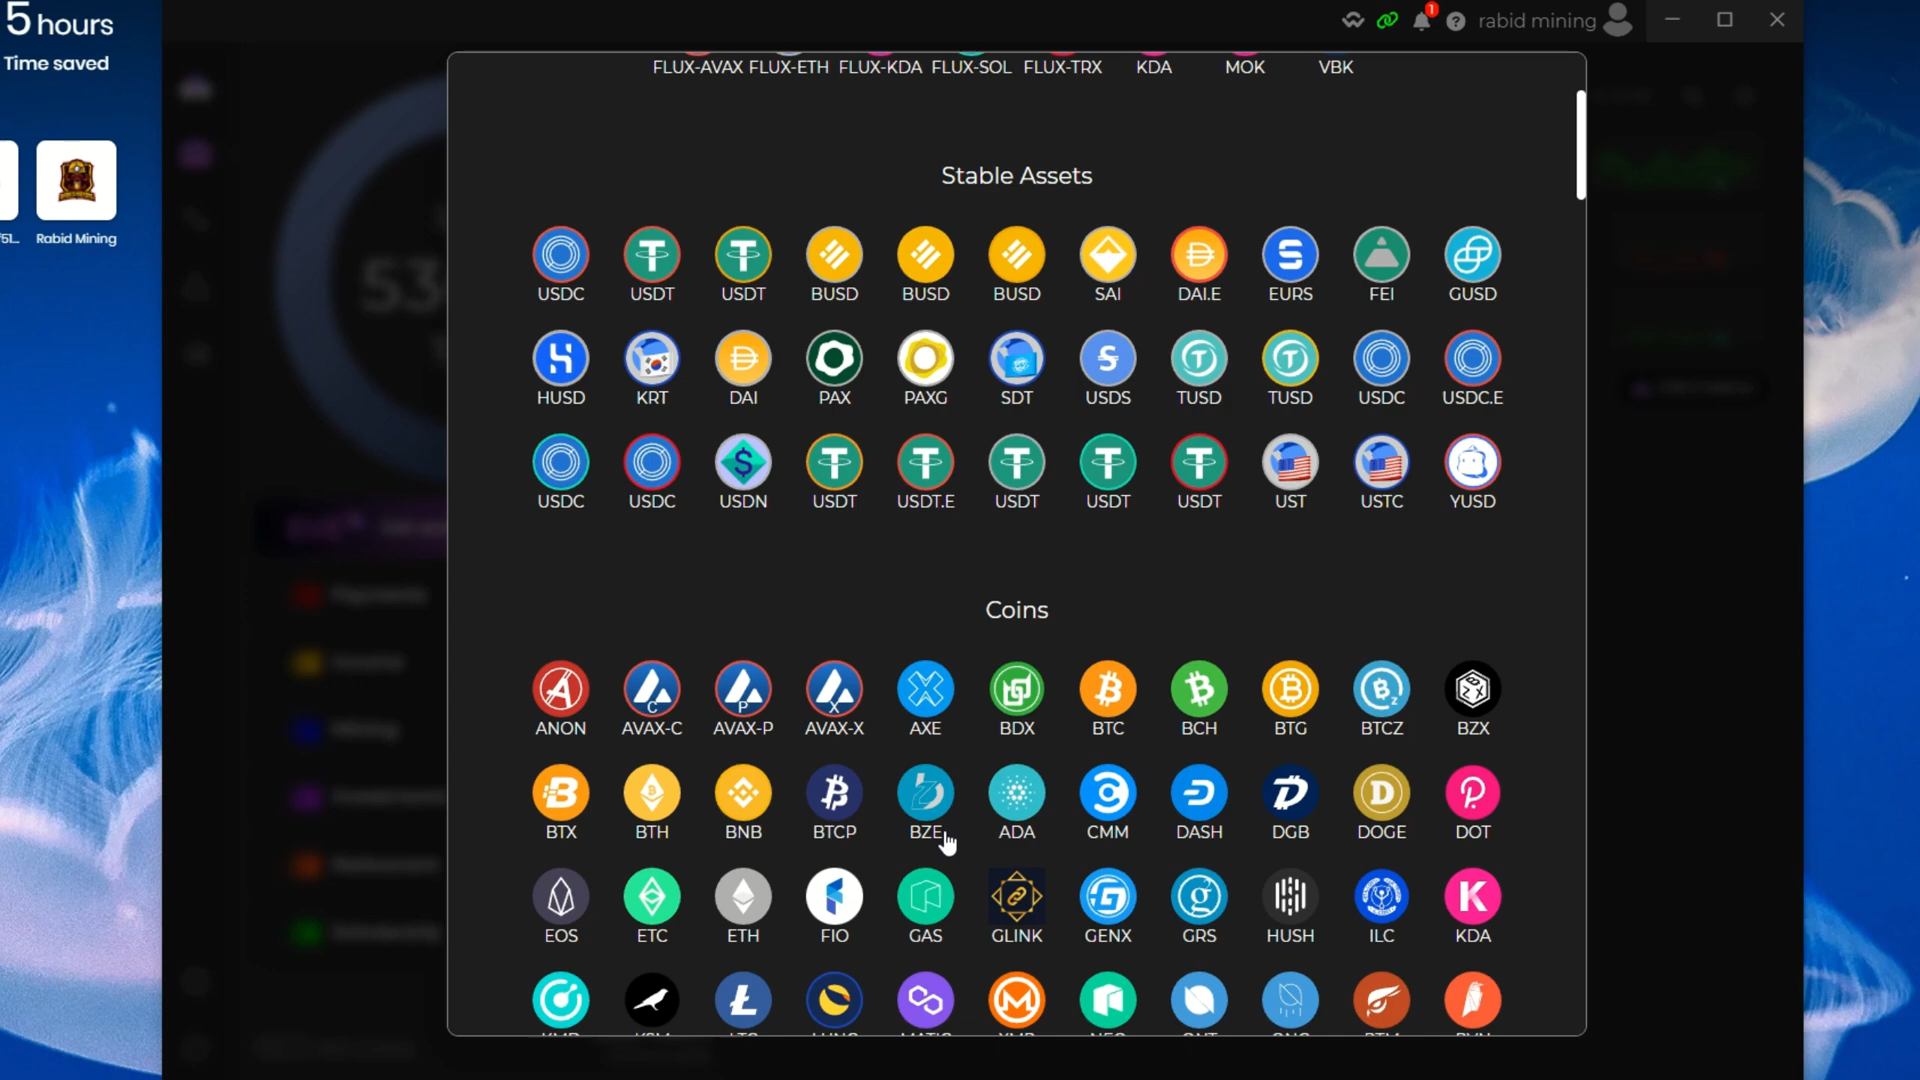 5 hours
Time saved
Rabid Mining
rabid mining
1
FLUX-AVAX FLUX-ETH FLUX-KDA FLUX-SOL FLUX-TRX KDA MOK VBK
Stable Assets
USDC USDT USDT BUSD BUSD BUSD SAI DAI.E EURS FEI GUSD
HUSD KRT DAI PAX PAXG SDT USDS TUSD TUSD USDC USDC.E
USDC USDC USDN USDT USDT.E USDT USDT USDT UST USTC YUSD
Coins
ANON AVAX-C AVAX-P AVAX-X AXE BDX BTC BCH BTG BTCZ BZX
BTX BTH BNB BTCP BZE ADA CMM DASH DGB DOGE DOT
EOS ETC ETH FIO GAS GLINK GENX GRS HUSH ILC KDA